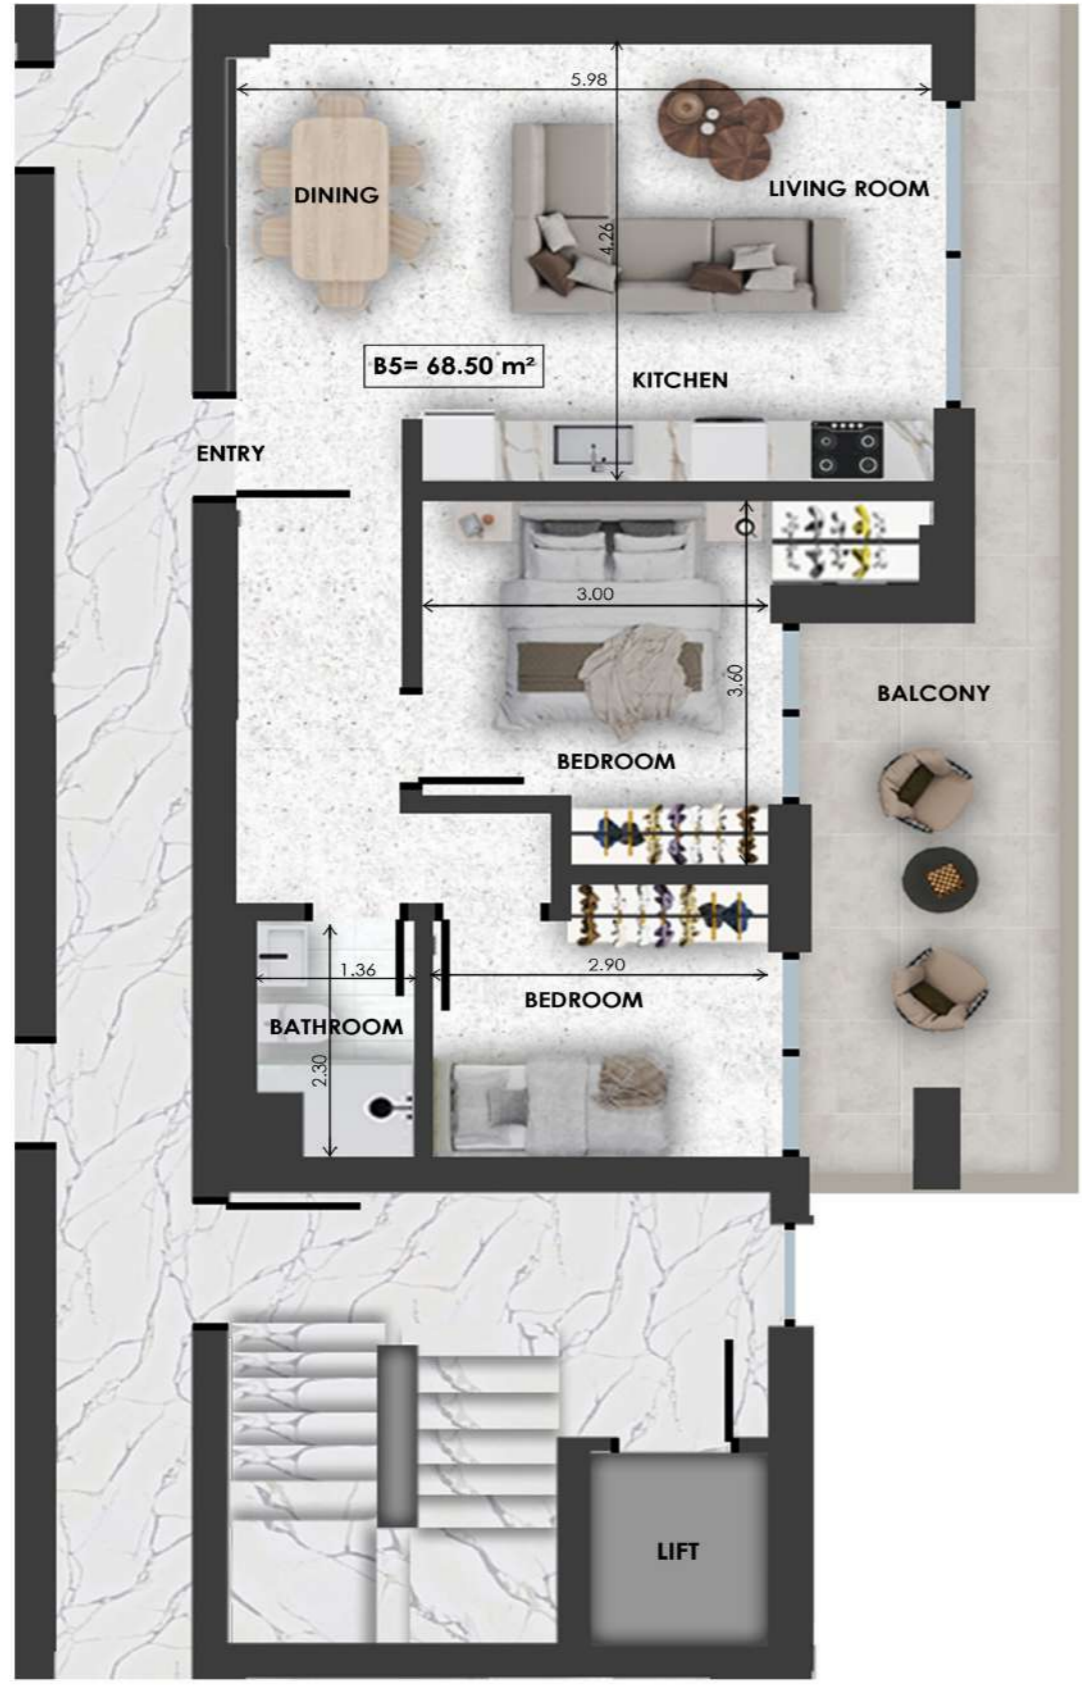 5.98
DINING
LIVING ROOM
4.26
B5= 68.50 m²
KITCHEN
ENTRY
3.00
3.60
BALCONY
BEDROOM
2.90
1.36
BEDROOM
BATHROOM
2.30
LIFT